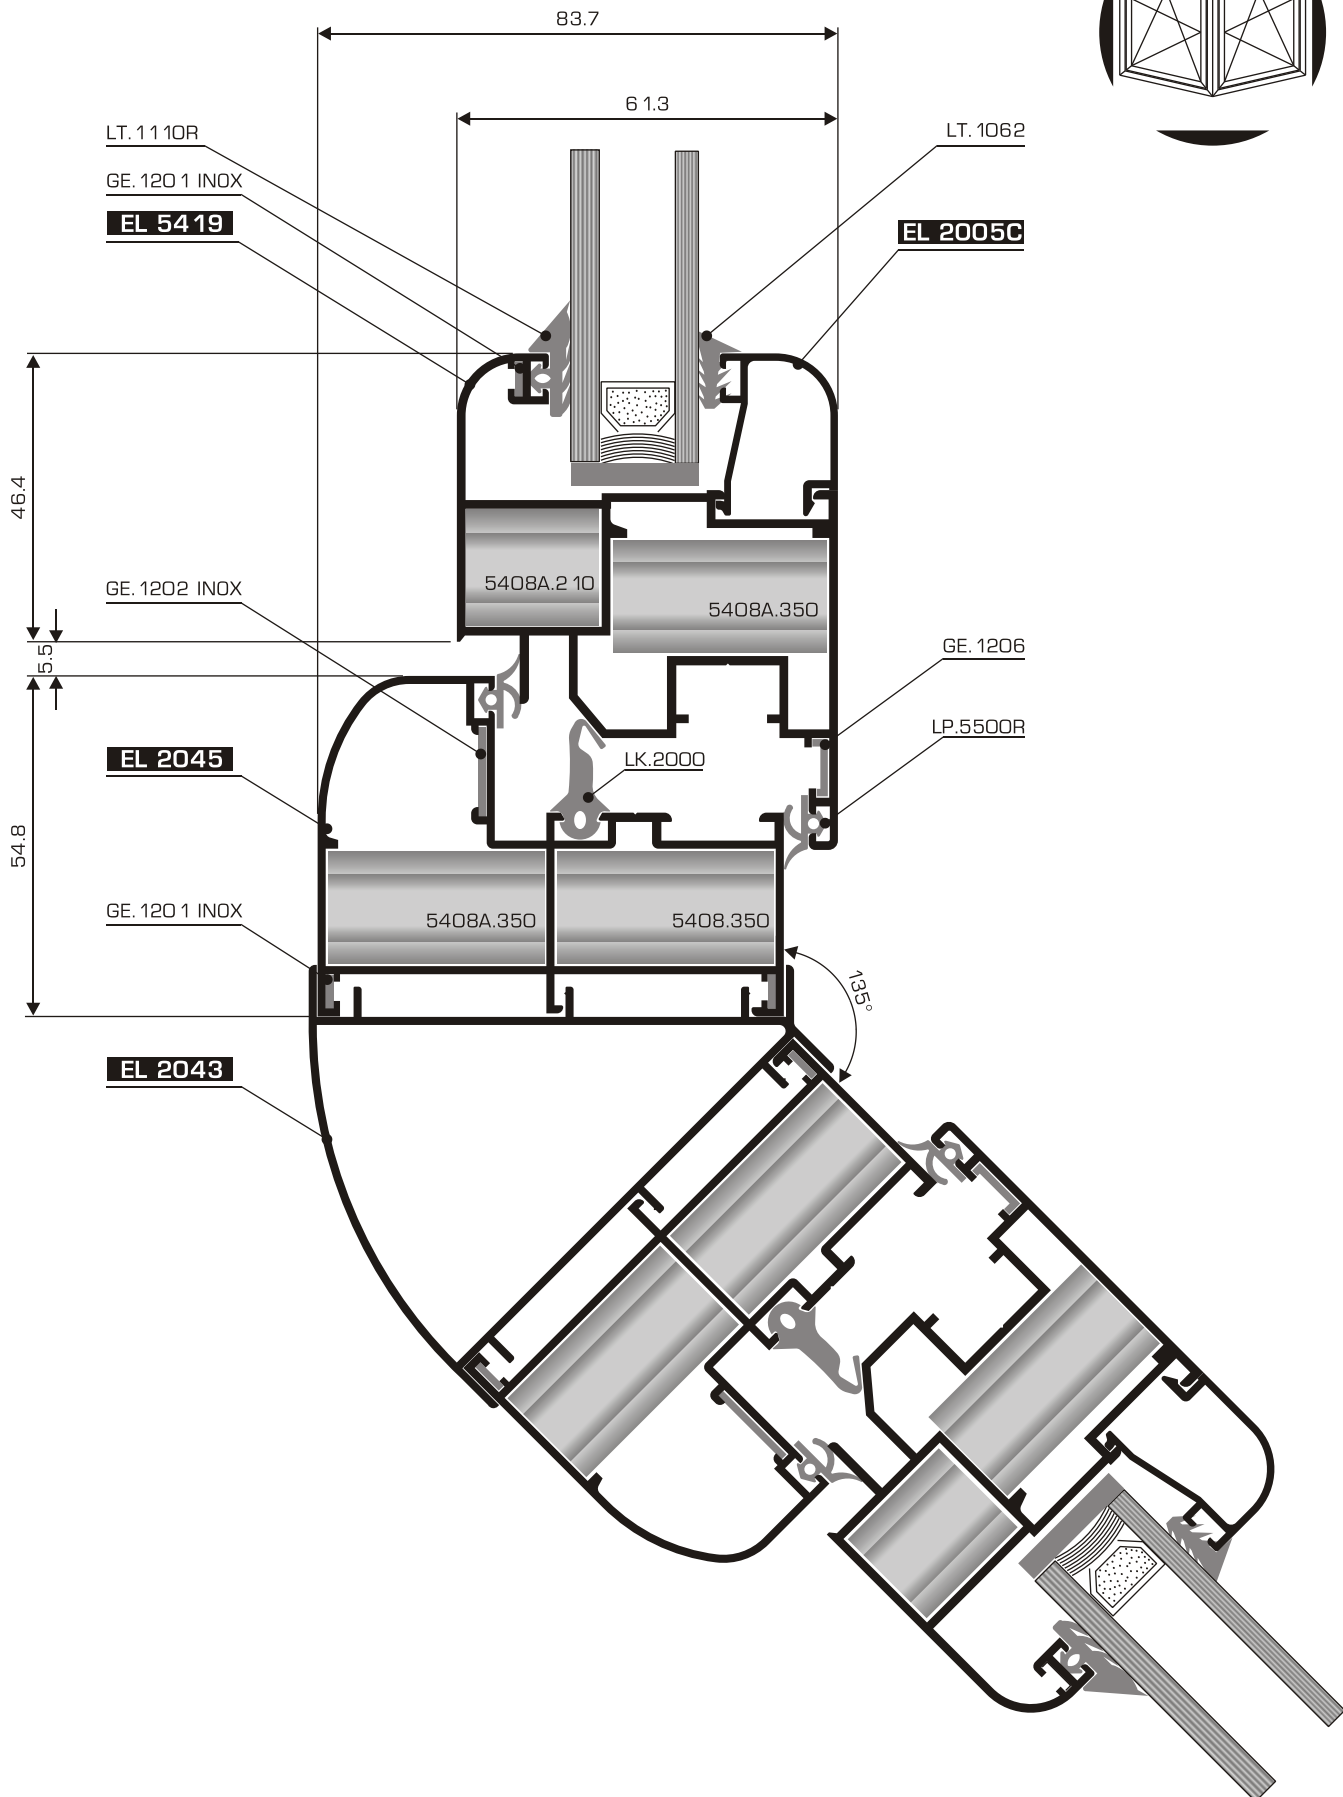 83.7
61.3
LT.1110R
LT.1062
GE.1201 INOX
EL 5419
EL 2005C
46.4
5408A.210
GE.1202 INOX
5408A.350
5.5
GE.1206
LP.5500R
EL 2045
LK.2000
54.8
GE.1201 INOX
5408A.350
5408.350
135°
EL 2043